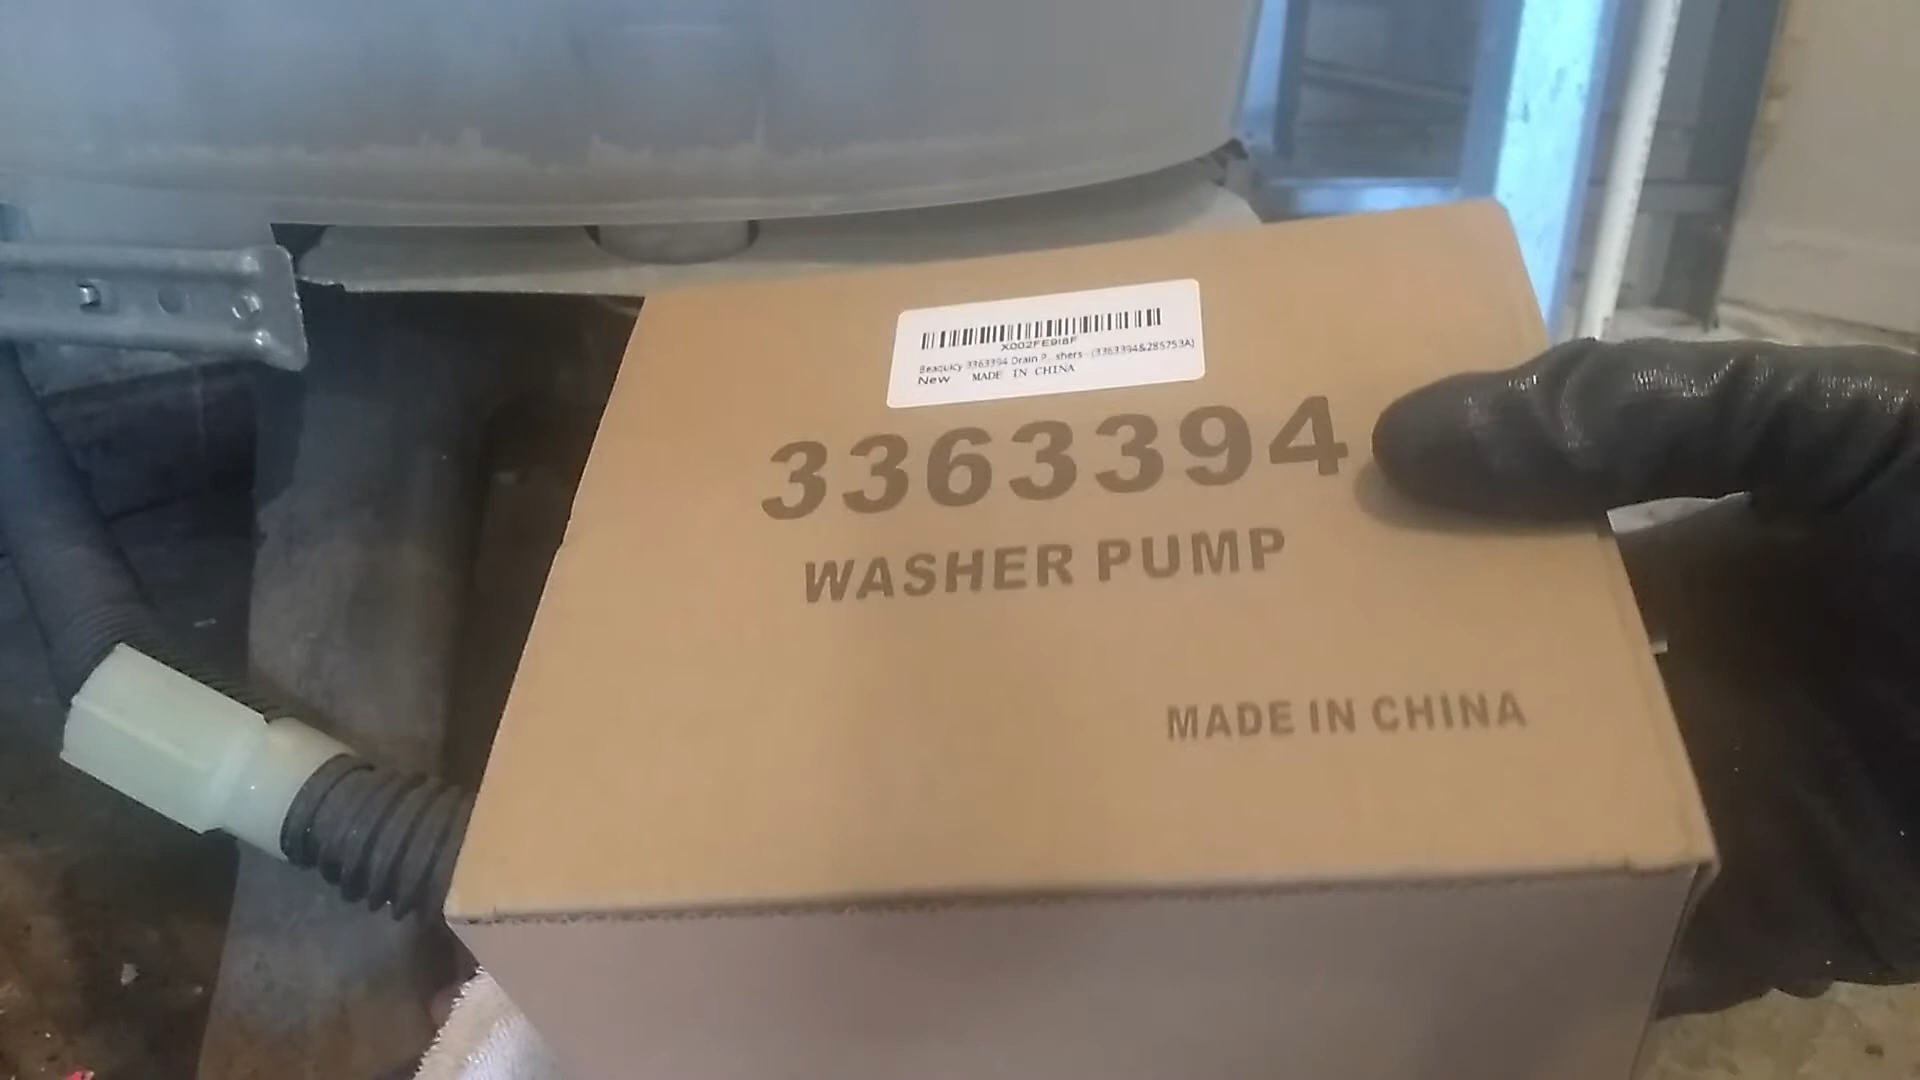 X002FE9I8F
Beaquicy 3363394 Drain P...shers - (3363394&285753A)
New MADE IN CHINA
3363394
WASHER PUMP
MADE IN CHINA